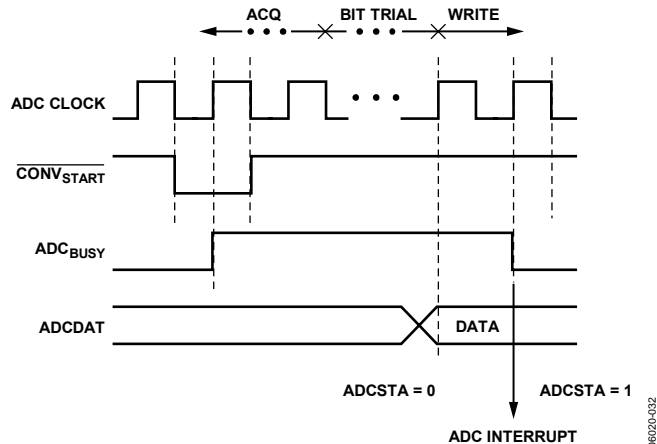 ACQ BIT TRIAL WRITE
ADC CLOCK
CONVSTART
ADCBUSY
ADCDAT DATA
ADCSTA = 0 ADCSTA = 1
ADC INTERRUPT
06020-032